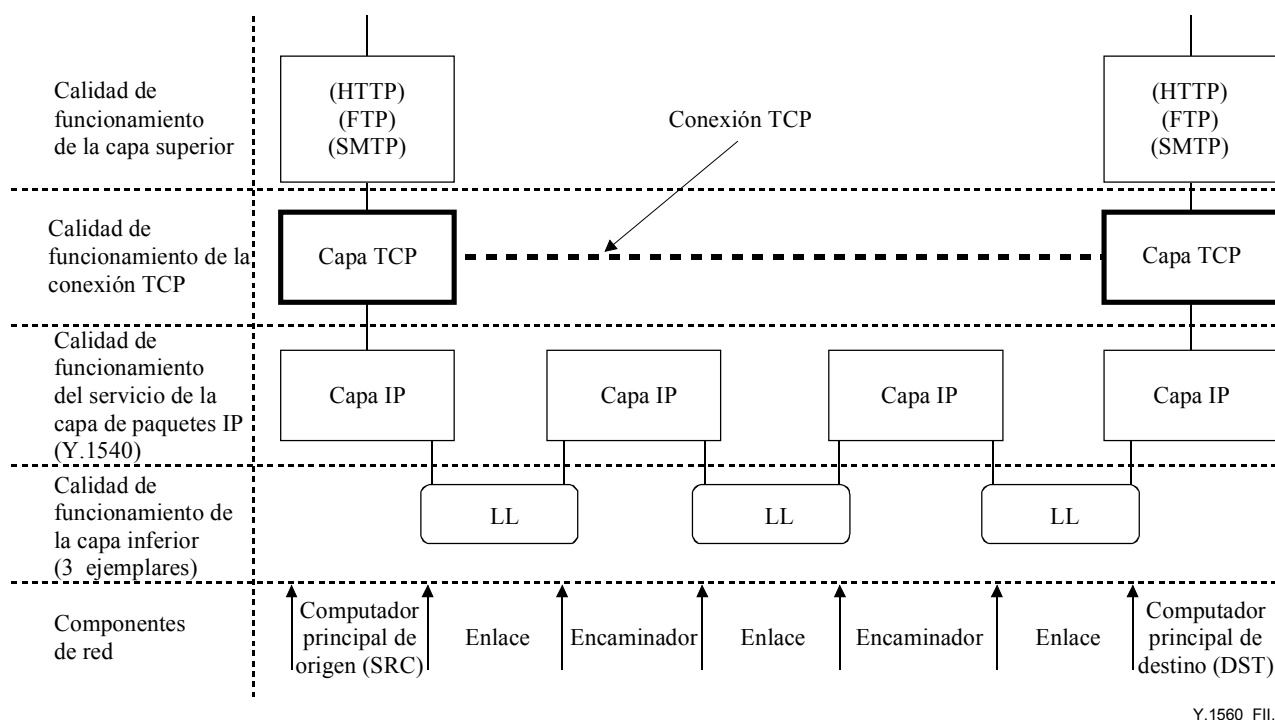 Calidad de
funcionamiento
de la capa superior
(HTTP)
(FTP)
(SMTP)
Conexión TCP
(HTTP)
(FTP)
(SMTP)
Calidad de
funcionamiento de la
conexión TCP
Capa TCP
Capa TCP
Calidad de
funcionamiento
del servicio de la
capa de paquetes IP
(Y.1540)
Capa IP
Capa IP
Capa IP
Capa IP
Calidad de
funcionamiento de
la capa inferior
(3 ejemplares)
LL
LL
LL
Componentes
de red
Computador
principal de
origen (SRC)
Enlace
Encaminador
Enlace
Encaminador
Enlace
Computador
principal de
destino (DST)
Y.1560_FII.